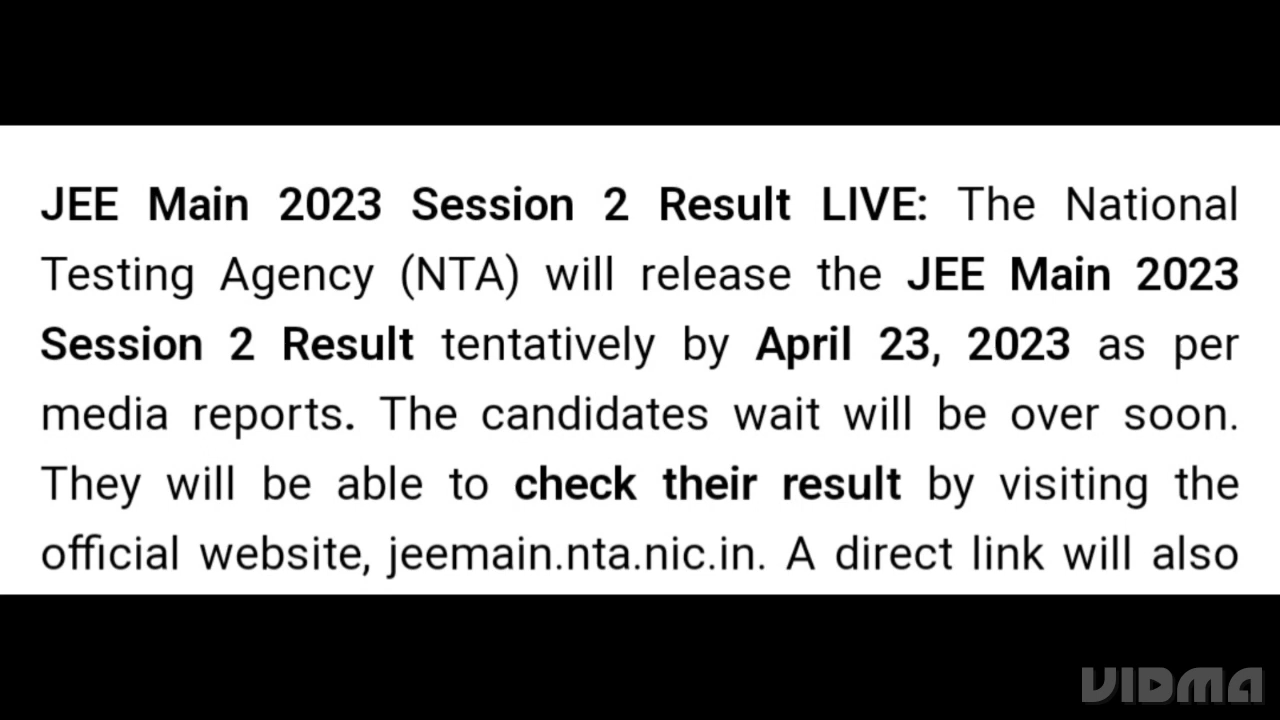 JEE Main 2023 Session 2 Result LIVE: The National
Testing Agency (NTA) will release the JEE Main 2023
Session 2 Result tentatively by April 23, 2023 as per
media reports. The candidates wait will be over soon.
They will be able to check their result by visiting the
official website, jeemain.nta.nic.in. A direct link will also
VIDMA